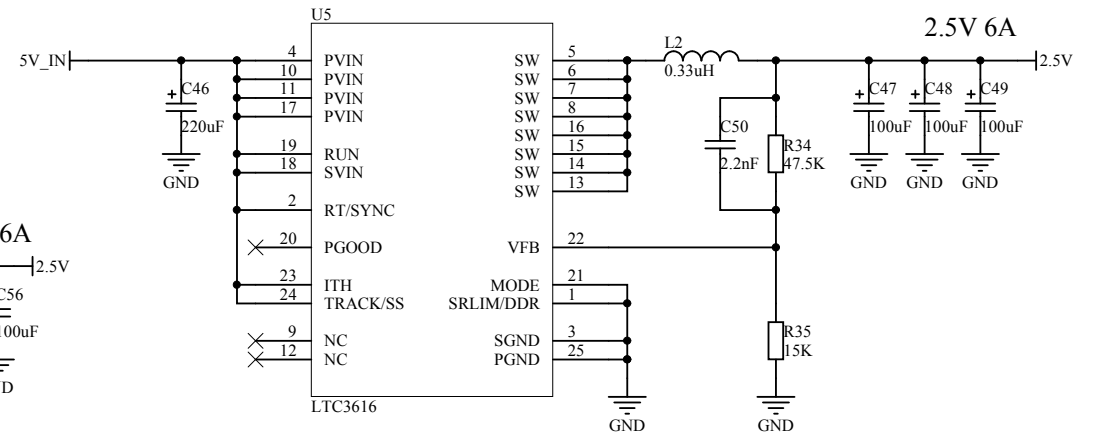 U5
2.5V 6A
5V_IN
4 PVIN
SW 5
L2
2.5V
10 PVIN
SW 6
0.33uH
C46
11 PVIN
SW 7
C47
C48
C49
17 PVIN
SW 8
220uF
100uF
100uF
100uF
SW 16
C50
R34
19 RUN
SW 15
2.2nF
47.5K
18 SVIN
SW 14
GND
GND
GND
GND
SW 13
2 RT/SYNC
6A
20 PGOOD
VFB 22
2.5V
23 ITH
MODE 21
C56
24 TRACK/SS
SRLIM/DDR 1
100uF
9 NC
SGND 3
R35
12 NC
PGND 25
15K
LTC3616
GND
GND